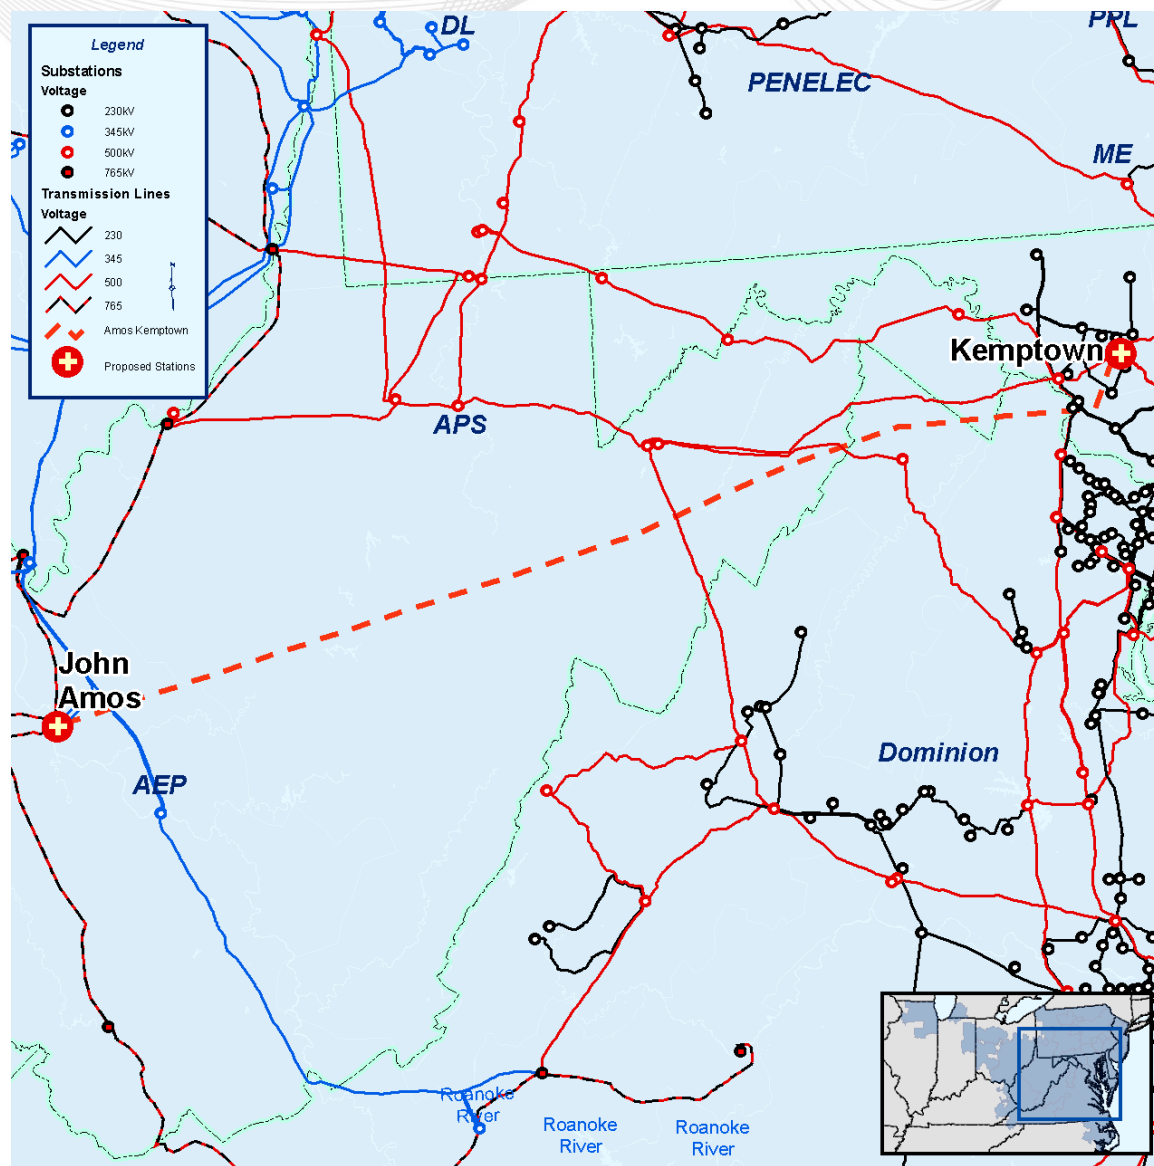 DL
PPL
PENELEC
ME
Legend
Substations
Voltage
230kV
345kV
500kV
765kV
Transmission Lines
Voltage
230
345
500
765
N
Amos Kemptown
Proposed Stations
Kemptown
APS
John
Amos
AEP
Dominion
Roanoke
River
Roanoke
River
Roanoke
River